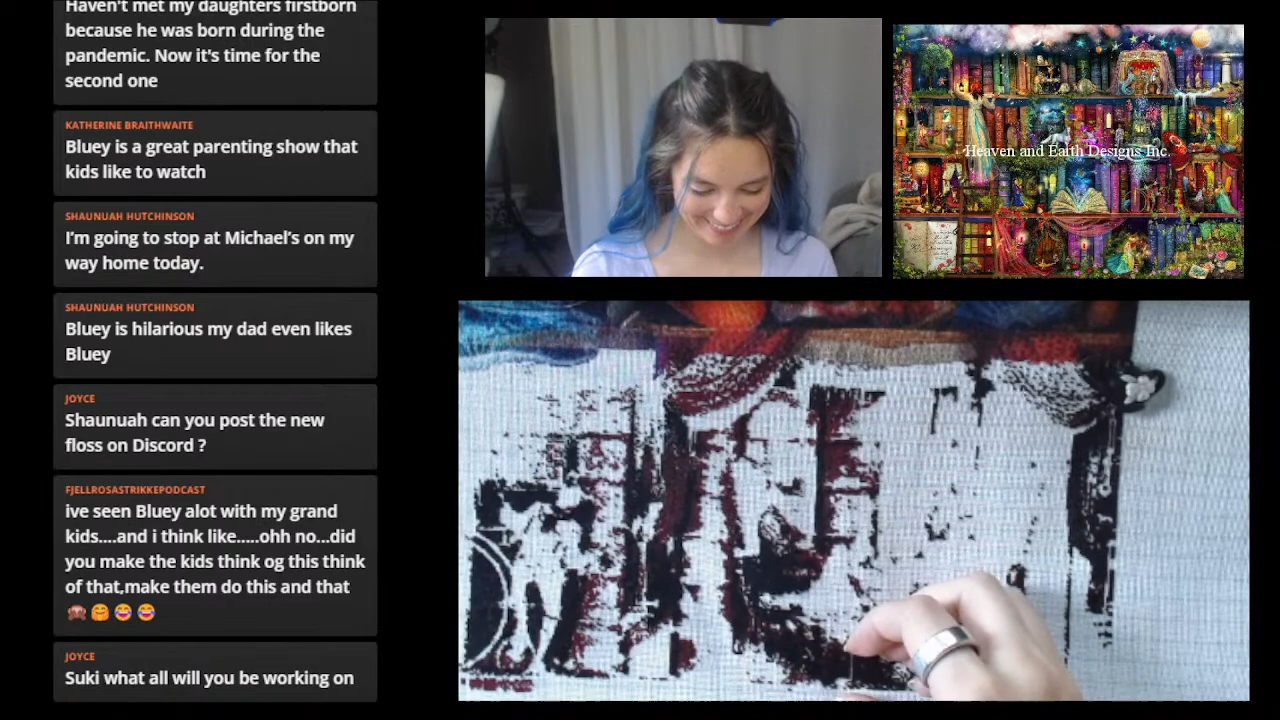 Haven't met my daughters firstborn
because he was born during the
pandemic. Now it's time for the
second one
KATHERINE BRAITHWAITE
Bluey is a great parenting show that
kids like to watch
SHAUNUAH HUTCHINSON
I'm going to stop at Michael's on my
way home today.
SHAUNUAH HUTCHINSON
Bluey is hilarious my dad even likes
Bluey
JOYCE
Shaunuah can you post the new
floss on Discord ?
FJELLROSASTRIKKEPODCAST
ive seen Bluey alot with my grand
kids....and i think like.....ohh no...did
you make the kids think og this think
of that,make them do this and that
🙈 🤗 😂 😂
JOYCE
Suki what all will you be working on
Heaven and Earth Designs Inc.